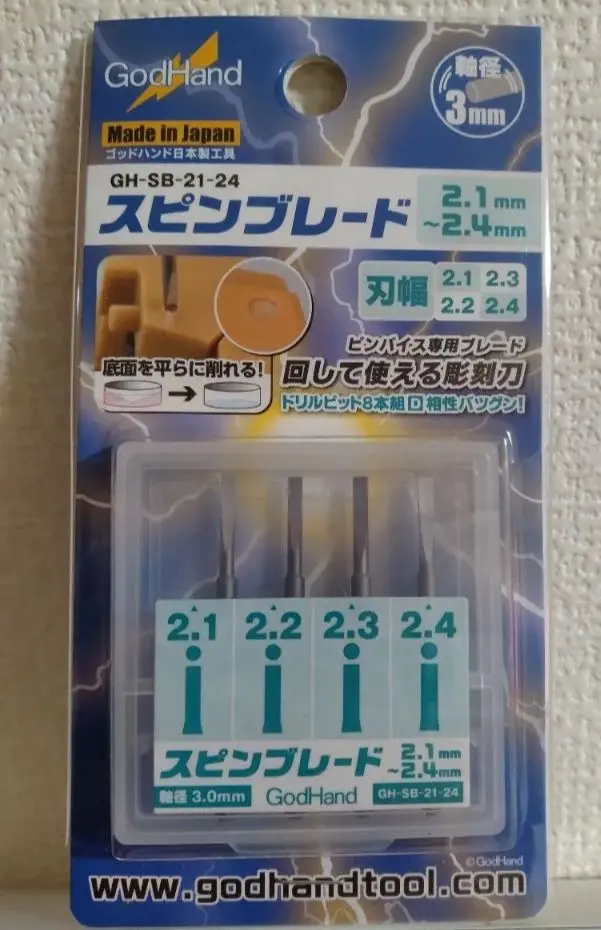 GodHand
軸径
3mm
Made in Japan
ゴッドハンド日本製工具
GH-SB-21-24
スピンブレード
2.1mm
~2.4mm
刃幅
2.1 2.3
2.2 2.4
ピンバイス専用ブレード
底面を平らに削れる!
回して使える彫刻刀
ドリルビット8本組 D 相性バツグン!
2.1 2.2 2.3 2.4
スピンブレード
2.1mm
~2.4mm
軸径 3.0mm GodHand GH-SB-21-24
©GodHand
www.godhandtool.com